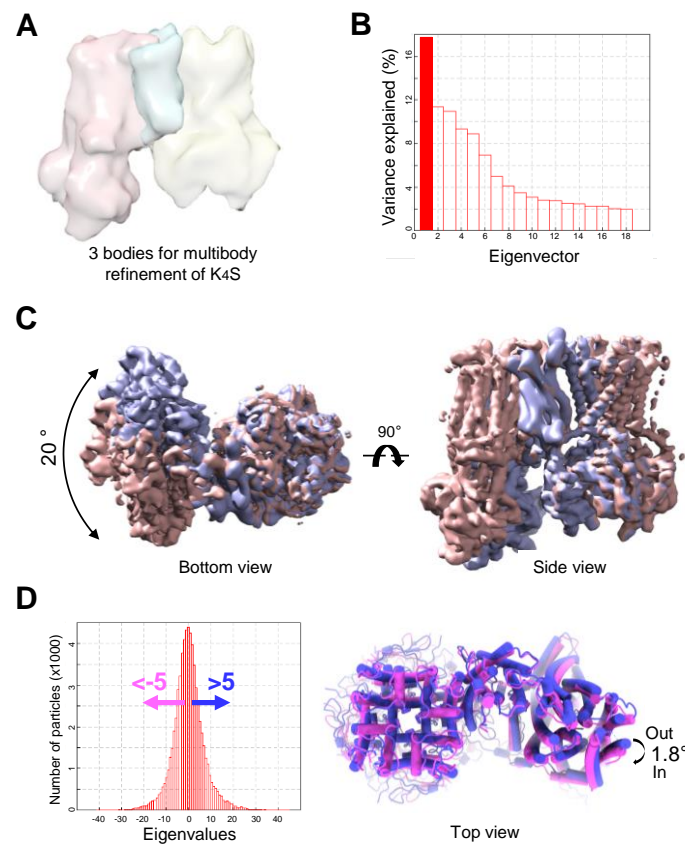 A
3 bodies for multibody
refinement of K4S
B
Variance explained (%)
16
12
8
4
0
0 2 4 6 8 10 12 14 16 18
Eigenvector
C
20 °
Bottom view
90°
Side view
D
Number of particles (x1000)
4
3
2
1
0
<-5 >5
-40 -30 -20 -10 0 10 20 30 40
Eigenvalues
Out
1.8°
In
Top view